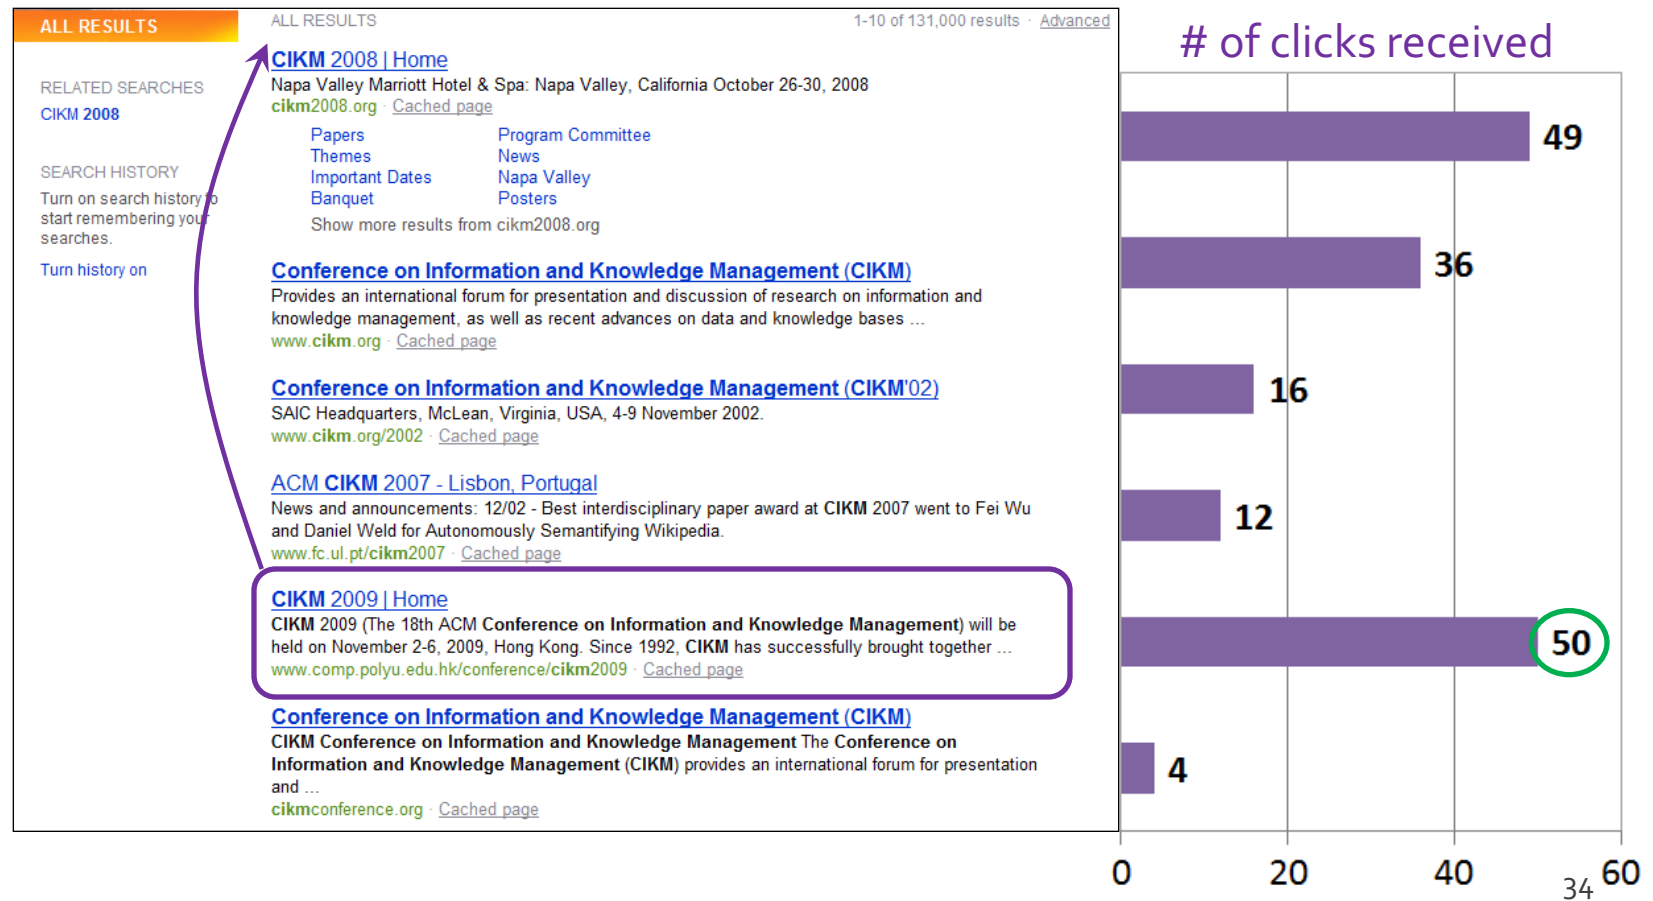 ALL RESULTS
RELATED SEARCHES
CIKM 2008
SEARCH HISTORY
Turn on search history to
start remembering your
searches.
Turn history on
ALL RESULTS
1-10 of 131,000 results · Advanced
CIKM 2008 | Home
Napa Valley Marriott Hotel & Spa: Napa Valley, California October 26-30, 2008
cikm2008.org · Cached page
Papers Program Committee
Themes News
Important Dates Napa Valley
Banquet Posters
Show more results from cikm2008.org
Conference on Information and Knowledge Management (CIKM)
Provides an international forum for presentation and discussion of research on information and
knowledge management, as well as recent advances on data and knowledge bases ...
www.cikm.org · Cached page
Conference on Information and Knowledge Management (CIKM'02)
SAIC Headquarters, McLean, Virginia, USA, 4-9 November 2002.
www.cikm.org/2002 · Cached page
ACM CIKM 2007 - Lisbon, Portugal
News and announcements: 12/02 - Best interdisciplinary paper award at CIKM 2007 went to Fei Wu
and Daniel Weld for Autonomously Semantifying Wikipedia.
www.fc.ul.pt/cikm2007 · Cached page
CIKM 2009 | Home
CIKM 2009 (The 18th ACM Conference on Information and Knowledge Management) will be
held on November 2-6, 2009, Hong Kong. Since 1992, CIKM has successfully brought together ...
www.comp.polyu.edu.hk/conference/cikm2009 · Cached page
Conference on Information and Knowledge Management (CIKM)
CIKM Conference on Information and Knowledge Management The Conference on
Information and Knowledge Management (CIKM) provides an international forum for presentation
and ...
cikmconference.org · Cached page
# of clicks received
49
36
16
12
50
4
0 20 40 60
34